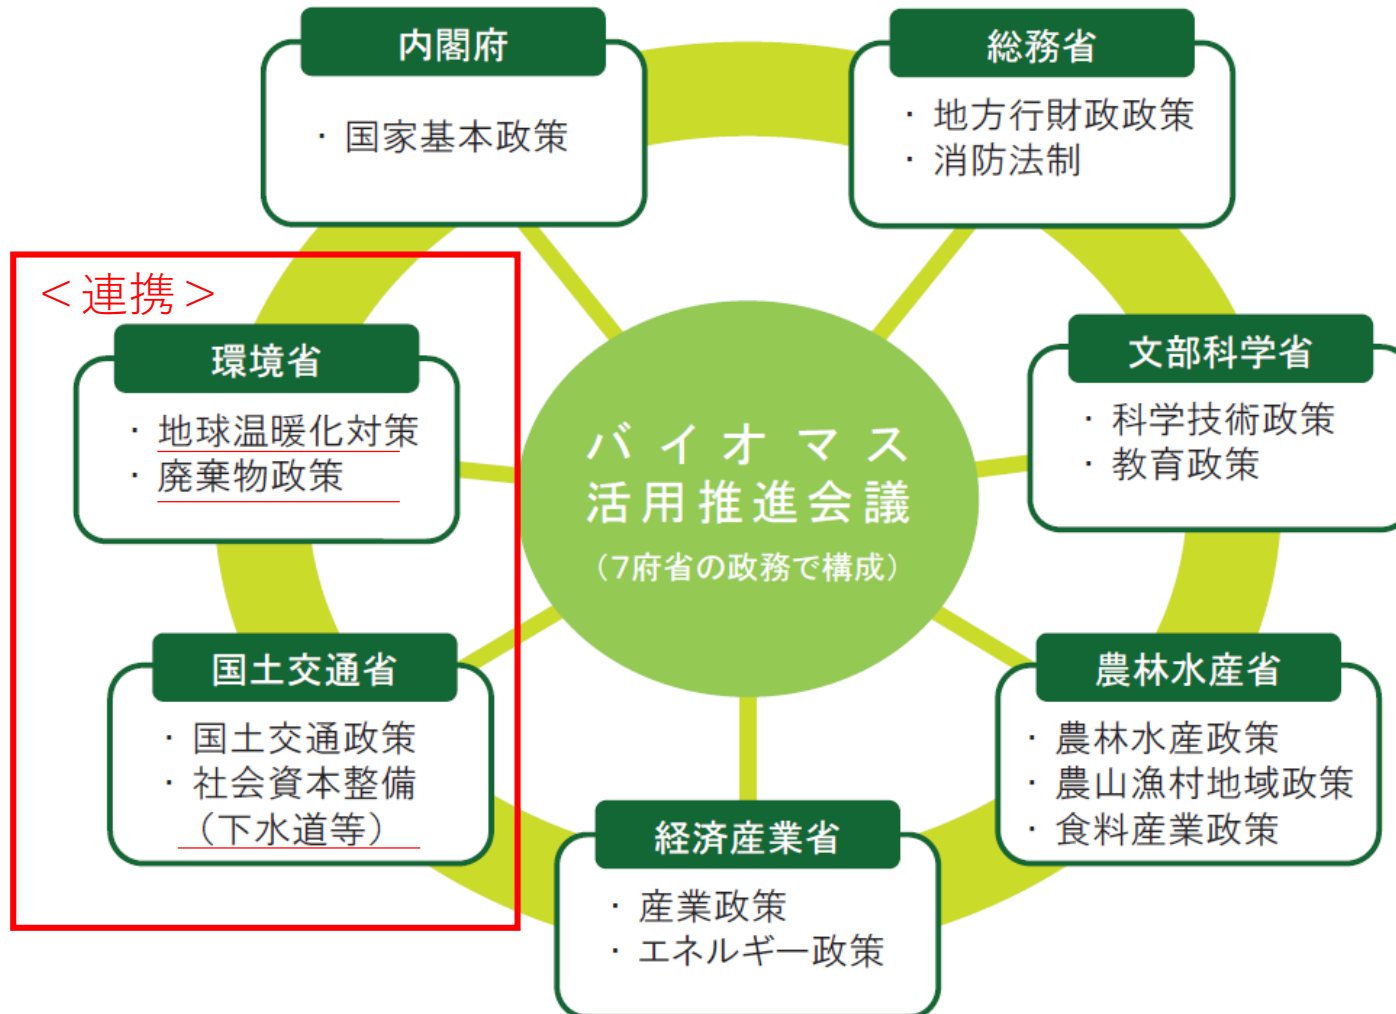 内閣府
・国家基本政策
総務省
・地方行財政政策
・消防法制
＜連携＞
環境省
・地球温暖化対策
・廃棄物政策
文部科学省
・科学技術政策
・教育政策
バイオマス
活用推進会議
（7府省の政務で構成）
国土交通省
・国土交通政策
・社会資本整備
（下水道等）
農林水産省
・農林水産政策
・農山漁村地域政策
・食料産業政策
経済産業省
・産業政策
・エネルギー政策